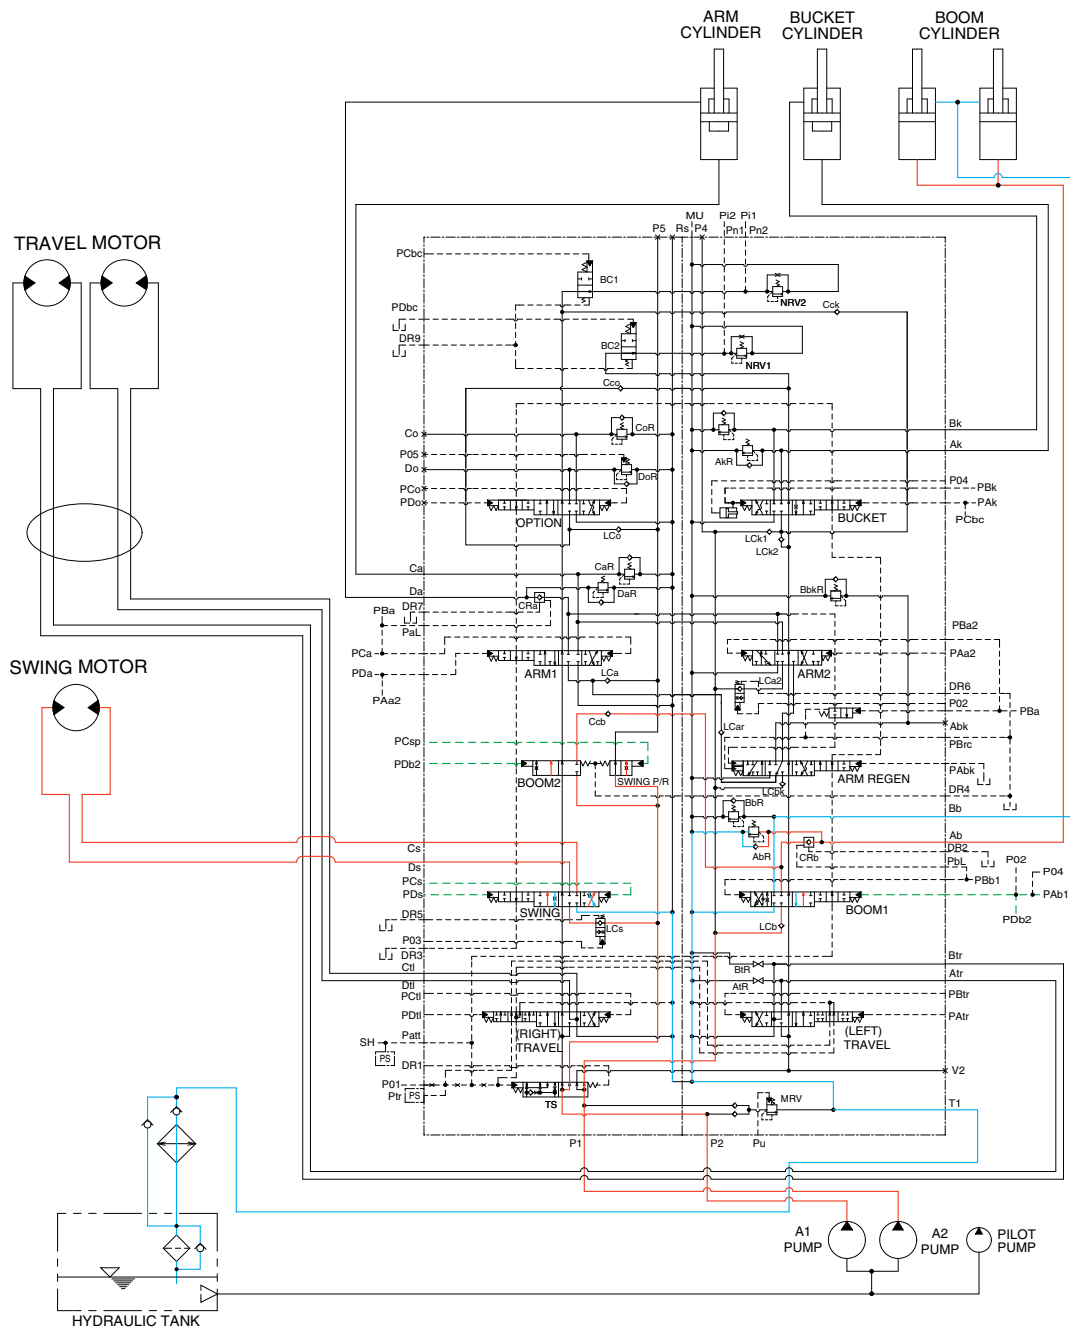 ARM
CYLINDER
BUCKET
CYLINDER
BOOM
CYLINDER
TRAVEL MOTOR
SWING MOTOR
MU
Pi2
Pi1
P5
Rs
P4
Pn1
Pn2
PCbc
BC1
NRV2
Cck
PDbc
DR9
BC2
NRV1
Cco
Co
CoR
Bk
Ak
P05
Do
DoR
AkR
PCo
PDo
OPTION
P04
PBk
PAk
PCbc
BUCKET
LCo
LCk1
LCk2
Ca
CaR
Da
DaR
CRa
BbkR
PBa
DR7
PaL
PCa
PDa
PAa2
ARM1
LCa
PBa2
PAa2
ARM2
LCa2
DR6
P02
PBa
LCar
Abk
Ccb
PCsp
PDb2
BOOM2
SWING P/R
PBrc
PAbk
ARM REGEN
LCbk
DR4
BbR
Bb
AbR
CRb
Ab
DR2
PbL
P02
P04
PBb1
PAb1
PDb2
BOOM1
LCb
Cs
Ds
PCs
PDs
SWING
DR5
LCs
P03
DR3
Ctl
Dtl
PCtl
PDtl
(RIGHT)
TRAVEL
BtR
AtR
Btr
Atr
PBtr
PAtr
(LEFT)
TRAVEL
Patt
SH
PS
DR1
P01
Ptr
PS
TS
V2
MRV
T1
P1
P2
Pu
A1
PUMP
A2
PUMP
PILOT
PUMP
HYDRAULIC TANK